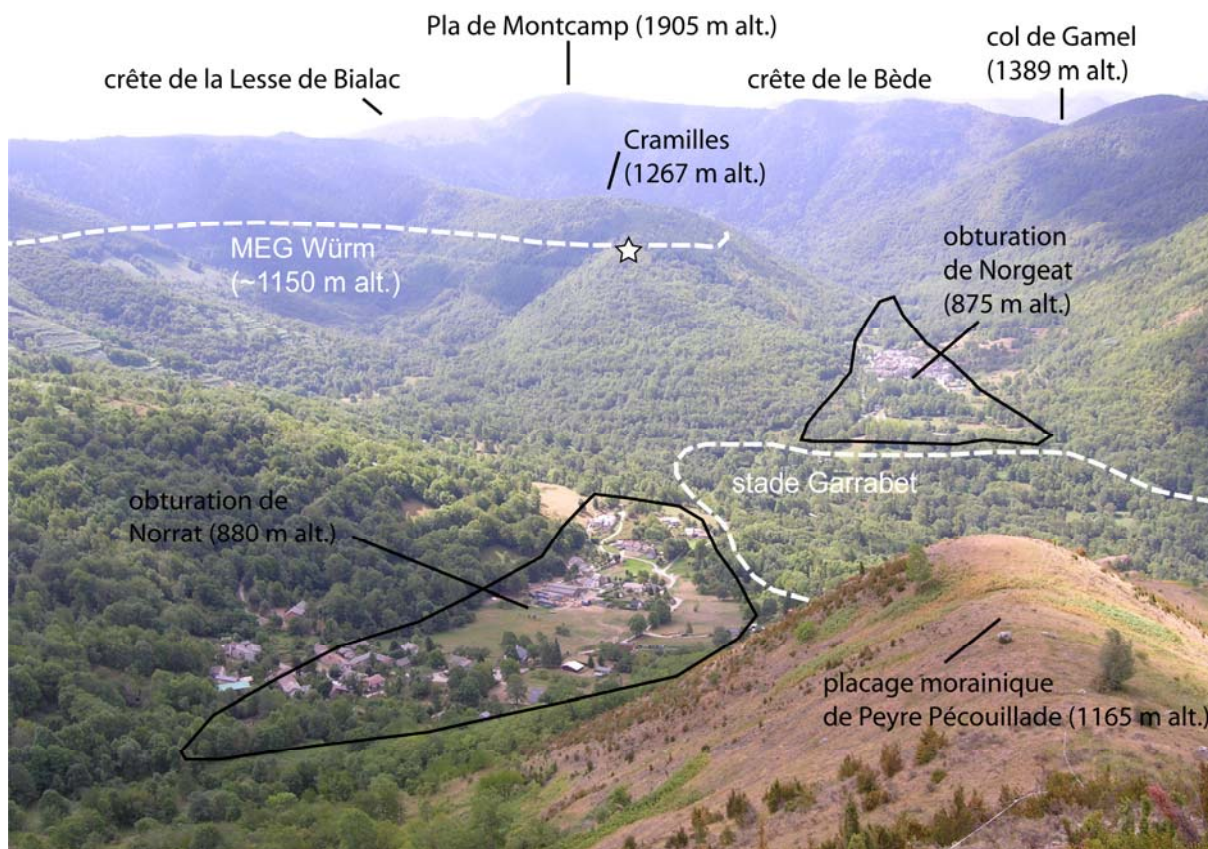 Pla de Montcamp (1905 m alt.)
crête de la Lesse de Bialac
crête de le Bède
col de Gamel
(1389 m alt.)
Cramilles
(1267 m alt.)
MEG Würm
(~1150 m alt.)
obturation
de Norgeat
(875 m alt.)
stade Garrabet
obturation de
Norrat (880 m alt.)
placage morainique
de Peyre Pécouillade (1165 m alt.)